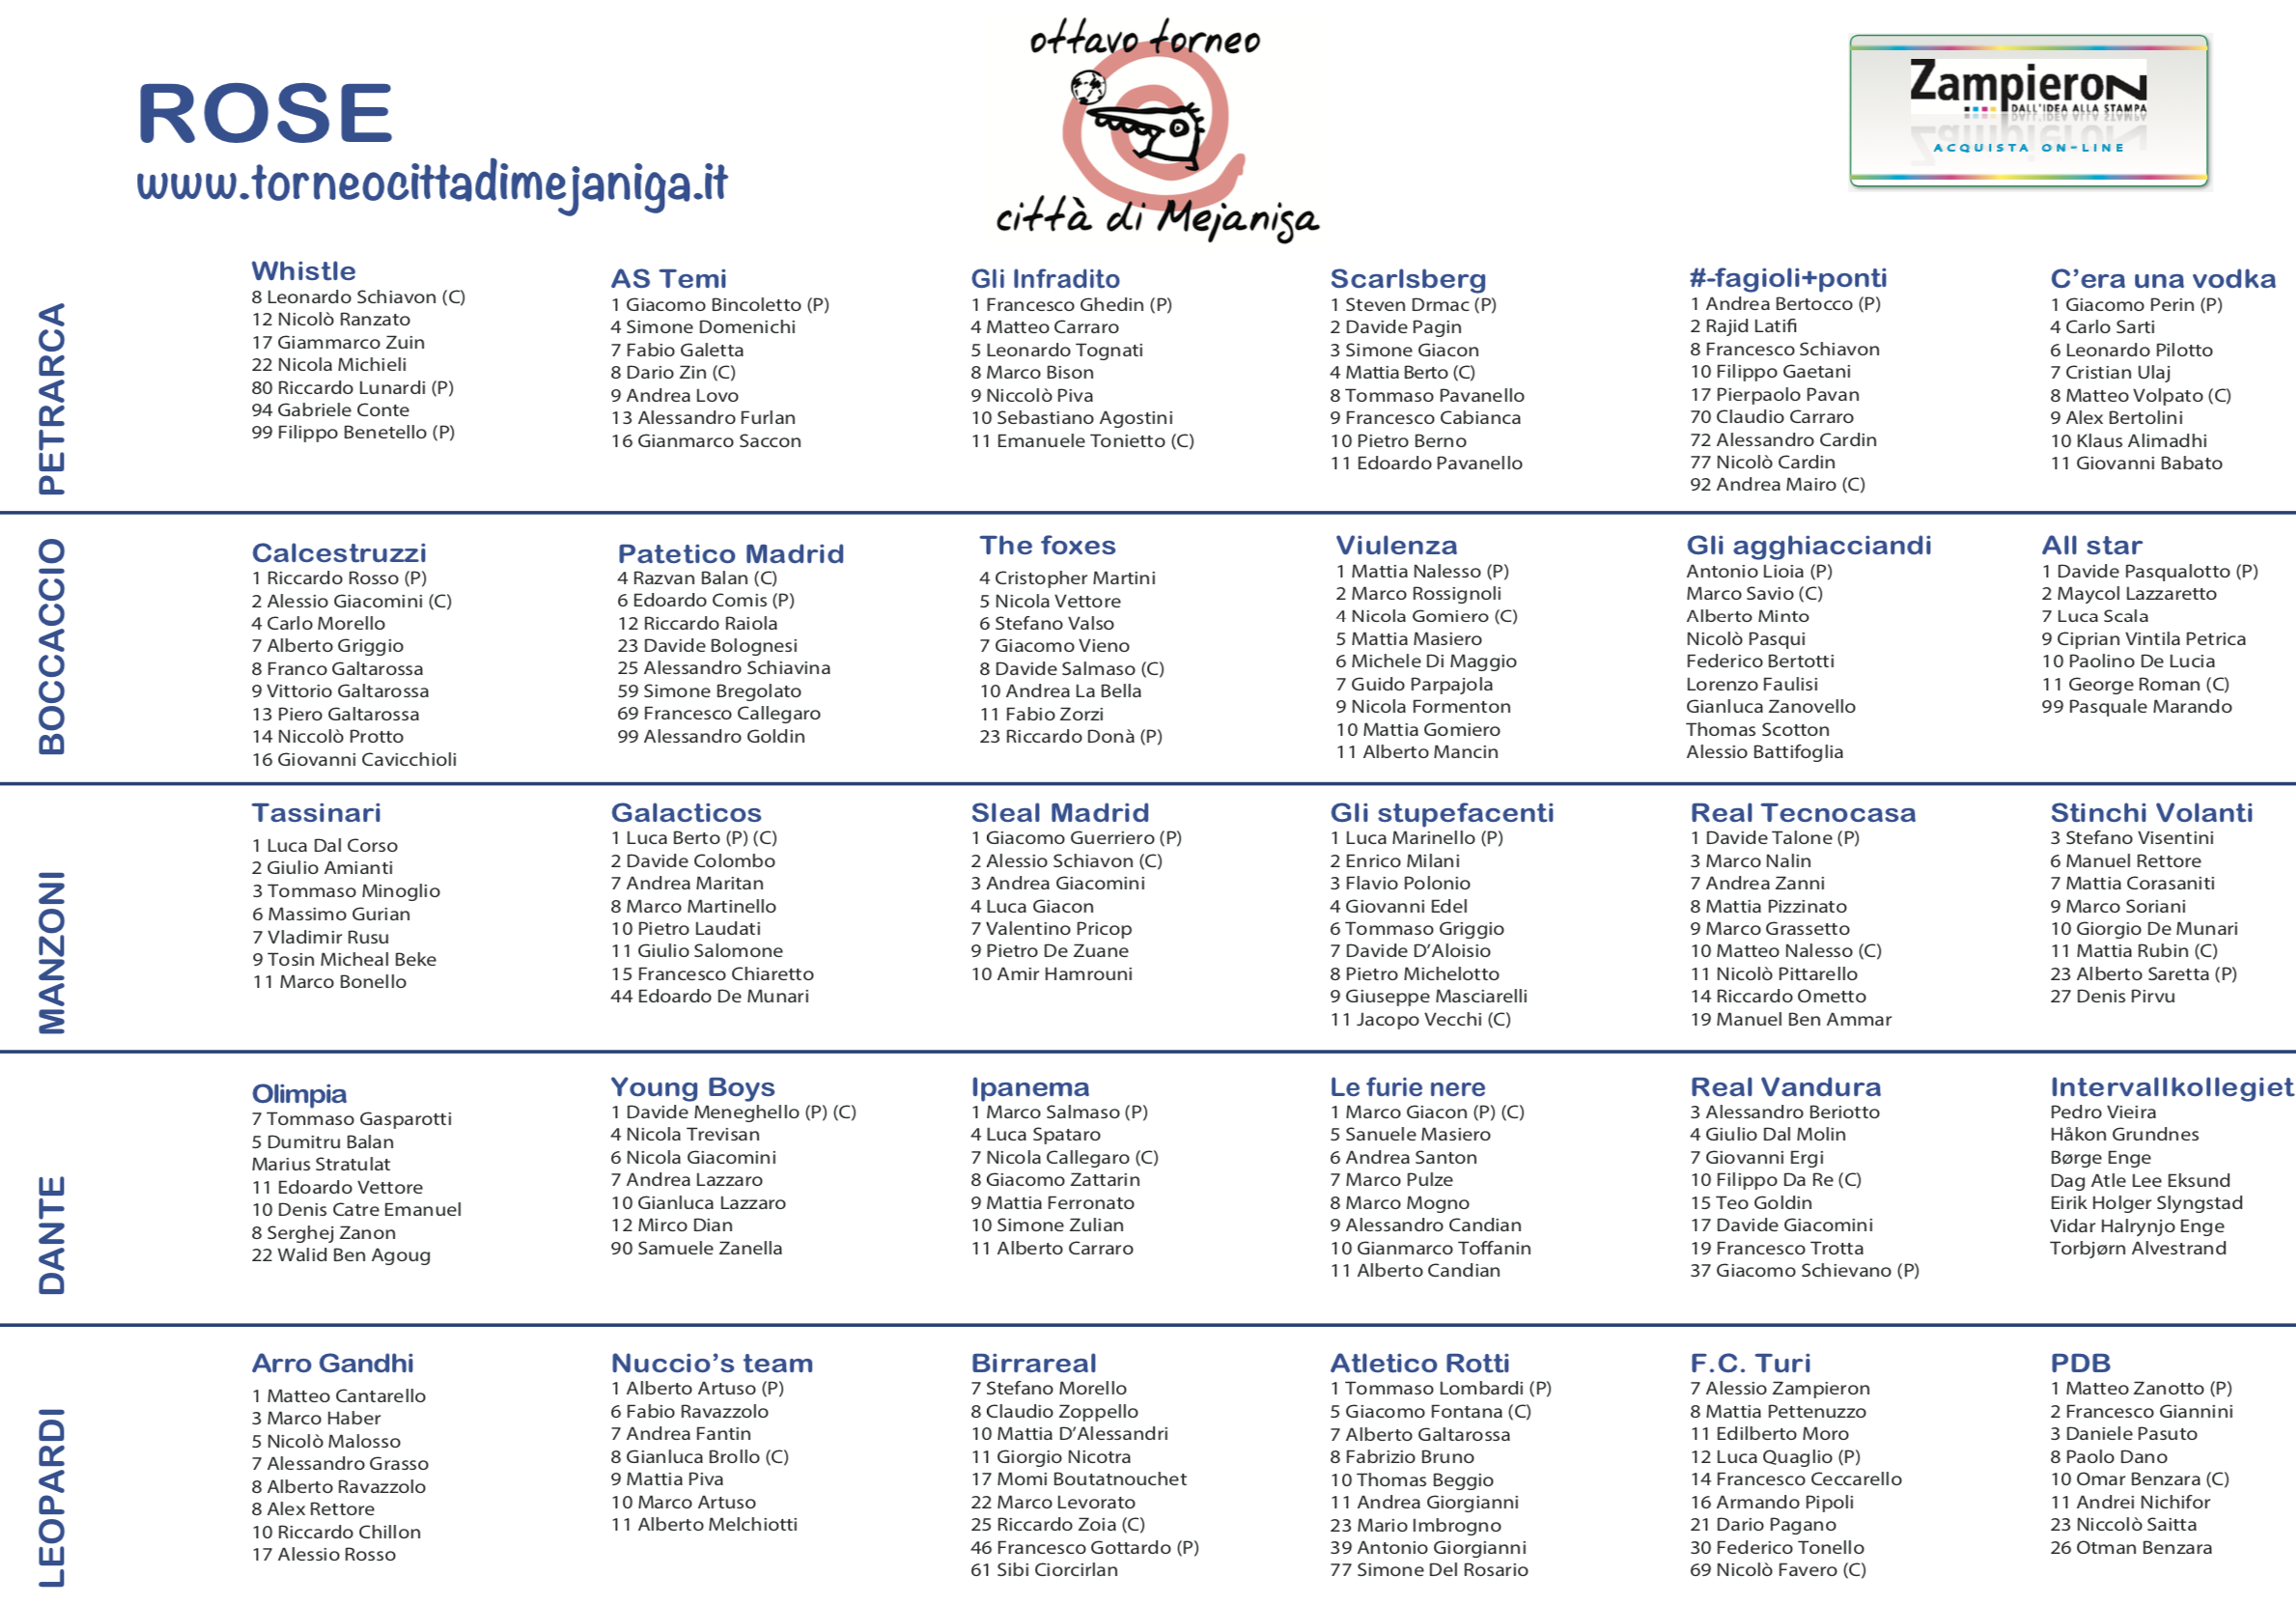 ROSE
www.torneocittadimejaniga.it
ottavo torneo
città di Mejaniga
Zampieron
DALL'IDEA ALLA STAMPA
ACQUISTA ON-LINE
PETRARCA
Whistle
8 Leonardo Schiavon (C)
12 Nicolò Ranzato
17 Giammarco Zuin
22 Nicola Michieli
80 Riccardo Lunardi (P)
94 Gabriele Conte
99 Filippo Benetello (P)
AS Temi
1 Giacomo Bincoletto (P)
4 Simone Domenichi
7 Fabio Galetta
8 Dario Zin (C)
9 Andrea Lovo
13 Alessandro Furlan
16 Gianmarco Saccon
Gli Infradito
1 Francesco Ghedin (P)
4 Matteo Carraro
5 Leonardo Tognati
8 Marco Bison
9 Niccolò Piva
10 Sebastiano Agostini
11 Emanuele Tonietto (C)
Scarlsberg
1 Steven Drmac (P)
2 Davide Pagin
3 Simone Giacon
4 Mattia Berto (C)
8 Tommaso Pavanello
9 Francesco Cabianca
10 Pietro Berno
11 Edoardo Pavanello
#-fagioli+ponti
1 Andrea Bertocco (P)
2 Rajid Latifi
8 Francesco Schiavon
10 Filippo Gaetani
17 Pierpaolo Pavan
70 Claudio Carraro
72 Alessandro Cardin
77 Nicolò Cardin
92 Andrea Mairo (C)
C'era una vodka
1 Giacomo Perin (P)
4 Carlo Sarti
6 Leonardo Pilotto
7 Cristian Ulaj
8 Matteo Volpato (C)
9 Alex Bertolini
10 Klaus Alimadhi
11 Giovanni Babato
BOCCACCIO
Calcestruzzi
1 Riccardo Rosso (P)
2 Alessio Giacomini (C)
4 Carlo Morello
7 Alberto Griggio
8 Franco Galtarossa
9 Vittorio Galtarossa
13 Piero Galtarossa
14 Niccolò Protto
16 Giovanni Cavicchioli
Patetico Madrid
4 Razvan Balan (C)
6 Edoardo Comis (P)
12 Riccardo Raiola
23 Davide Bolognesi
25 Alessandro Schiavina
59 Simone Bregolato
69 Francesco Callegaro
99 Alessandro Goldin
The foxes
4 Cristopher Martini
5 Nicola Vettore
6 Stefano Valso
7 Giacomo Vieno
8 Davide Salmaso (C)
10 Andrea La Bella
11 Fabio Zorzi
23 Riccardo Donà (P)
Viulenza
1 Mattia Nalesso (P)
2 Marco Rossignoli
4 Nicola Gomiero (C)
5 Mattia Masiero
6 Michele Di Maggio
7 Guido Parpajola
9 Nicola Formenton
10 Mattia Gomiero
11 Alberto Mancin
Gli agghiacciandi
Antonio Lioia (P)
Marco Savio (C)
Alberto Minto
Nicolò Pasqui
Federico Bertotti
Lorenzo Faulisi
Gianluca Zanovello
Thomas Scotton
Alessio Battifoglia
All star
1 Davide Pasqualotto (P)
2 Maycol Lazzaretto
7 Luca Scala
9 Ciprian Vintila Petrica
10 Paolino De Lucia
11 George Roman (C)
99 Pasquale Marando
MANZONI
Tassinari
1 Luca Dal Corso
2 Giulio Amianti
3 Tommaso Minoglio
6 Massimo Gurian
7 Vladimir Rusu
9 Tosin Micheal Beke
11 Marco Bonello
Galacticos
1 Luca Berto (P) (C)
2 Davide Colombo
7 Andrea Maritan
8 Marco Martinello
10 Pietro Laudati
11 Giulio Salomone
15 Francesco Chiaretto
44 Edoardo De Munari
Sleal Madrid
1 Giacomo Guerriero (P)
2 Alessio Schiavon (C)
3 Andrea Giacomini
4 Luca Giacon
7 Valentino Pricop
9 Pietro De Zuane
10 Amir Hamrouni
Gli stupefacenti
1 Luca Marinello (P)
2 Enrico Milani
3 Flavio Polonio
4 Giovanni Edel
6 Tommaso Griggio
7 Davide D'Aloisio
8 Pietro Michelotto
9 Giuseppe Masciarelli
11 Jacopo Vecchi (C)
Real Tecnocasa
1 Davide Talone (P)
3 Marco Nalin
7 Andrea Zanni
8 Mattia Pizzinato
9 Marco Grassetto
10 Matteo Nalesso (C)
11 Nicolò Pittarello
14 Riccardo Ometto
19 Manuel Ben Ammar
Stinchi Volanti
3 Stefano Visentini
6 Manuel Rettore
7 Mattia Corasaniti
9 Marco Soriani
10 Giorgio De Munari
11 Mattia Rubin (C)
23 Alberto Saretta (P)
27 Denis Pirvu
DANTE
Olimpia
7 Tommaso Gasparotti
5 Dumitru Balan
Marius Stratulat
11 Edoardo Vettore
10 Denis Catre Emanuel
8 Serghej Zanon
22 Walid Ben Agoug
Young Boys
1 Davide Meneghello (P) (C)
4 Nicola Trevisan
6 Nicola Giacomini
7 Andrea Lazzaro
10 Gianluca Lazzaro
12 Mirco Dian
90 Samuele Zanella
Ipanema
1 Marco Salmaso (P)
4 Luca Spataro
7 Nicola Callegaro (C)
8 Giacomo Zattarin
9 Mattia Ferronato
10 Simone Zulian
11 Alberto Carraro
Le furie nere
1 Marco Giacon (P) (C)
5 Sanuele Masiero
6 Andrea Santon
7 Marco Pulze
8 Marco Mogno
9 Alessandro Candian
10 Gianmarco Toffanin
11 Alberto Candian
Real Vandura
3 Alessandro Beriotto
4 Giulio Dal Molin
7 Giovanni Ergi
10 Filippo Da Re (C)
15 Teo Goldin
17 Davide Giacomini
19 Francesco Trotta
37 Giacomo Schievano (P)
Intervallkollegiet
Pedro Vieira
Håkon Grundnes
Børge Enge
Dag Atle Lee Eksund
Eirik Holger Slyngstad
Vidar Halrynjo Enge
Torbjørn Alvestrand
LEOPARDI
Arro Gandhi
1 Matteo Cantarello
3 Marco Haber
5 Nicolò Malosso
7 Alessandro Grasso
8 Alberto Ravazzolo
8 Alex Rettore
10 Riccardo Chillon
17 Alessio Rosso
Nuccio's team
1 Alberto Artuso (P)
6 Fabio Ravazzolo
7 Andrea Fantin
8 Gianluca Brollo (C)
9 Mattia Piva
10 Marco Artuso
11 Alberto Melchiotti
Birrareal
7 Stefano Morello
8 Claudio Zoppello
10 Mattia D'Alessandri
11 Giorgio Nicotra
17 Momi Boutatnouchet
22 Marco Levorato
25 Riccardo Zoia (C)
46 Francesco Gottardo (P)
61 Sibi Ciorcirlan
Atletico Rotti
1 Tommaso Lombardi (P)
5 Giacomo Fontana (C)
7 Alberto Galtarossa
8 Fabrizio Bruno
10 Thomas Beggio
11 Andrea Giorgianni
23 Mario Imbrogno
39 Antonio Giorgianni
77 Simone Del Rosario
F.C. Turi
7 Alessio Zampieron
8 Mattia Pettenuzzo
11 Edilberto Moro
12 Luca Quaglio (P)
14 Francesco Ceccarello
16 Armando Pipoli
21 Dario Pagano
30 Federico Tonello
69 Nicolò Favero (C)
PDB
1 Matteo Zanotto (P)
2 Francesco Giannini
3 Daniele Pasuto
8 Paolo Dano
10 Omar Benzara (C)
11 Andrei Nichifor
23 Niccolò Saitta
26 Otman Benzara